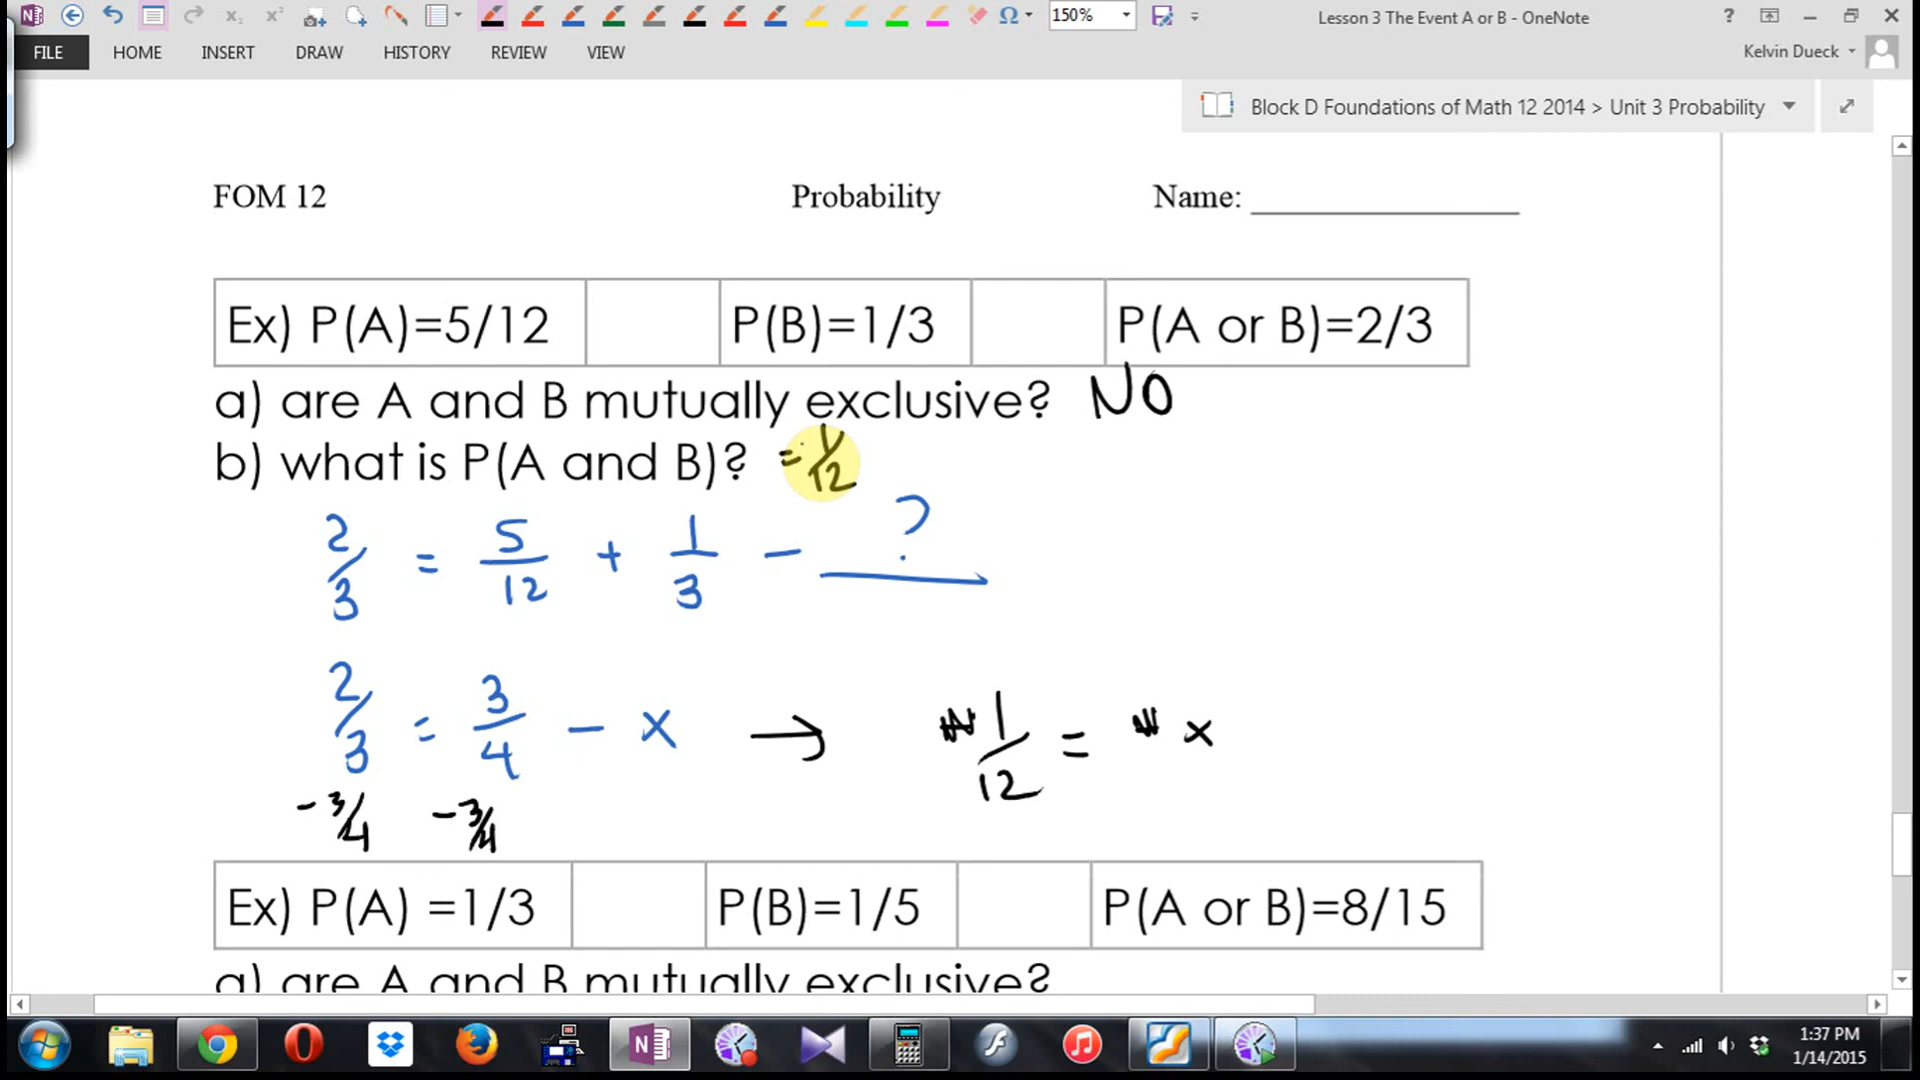 Lesson 3 The Event A or B - OneNote
150%
FILE HOME INSERT DRAW HISTORY REVIEW VIEW
Kelvin Dueck
Block D Foundations of Math 12 2014 > Unit 3 Probability
FOM 12 Probability Name: ____________
Ex) P(A)=5/12 P(B)=1/3 P(A or B)=2/3
a) are A and B mutually exclusive? NO
b) what is P(A and B)? = 1/12
2/3 = 5/12 + 1/3 - ?
2/3 = 3/4 - x → 1/12 = x
-3/4 -3/4
Ex) P(A) =1/3 P(B)=1/5 P(A or B)=8/15
a) are A and B mutually exclusive?
1:37 PM
1/14/2015